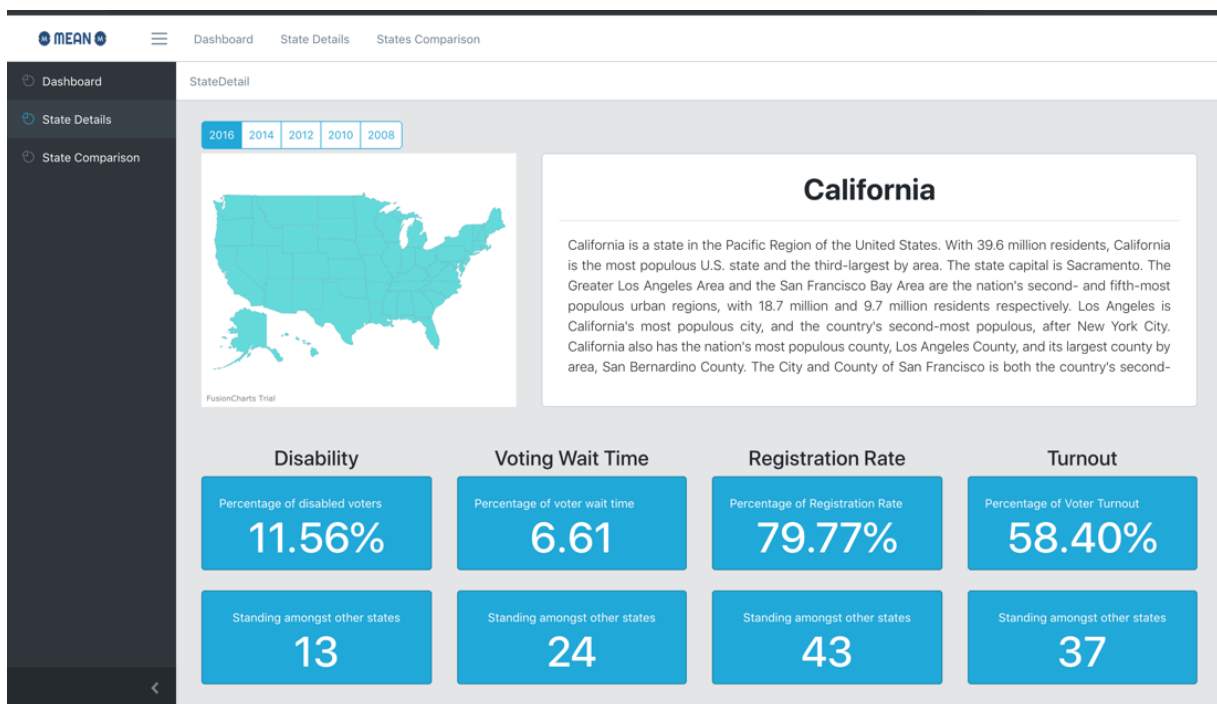 MEAN
Dashboard State Details States Comparison
Dashboard
StateDetail
State Details
State Comparison
2016 2014 2012 2010 2008
California
California is a state in the Pacific Region of the United States. With 39.6 million residents, California
is the most populous U.S. state and the third-largest by area. The state capital is Sacramento. The
Greater Los Angeles Area and the San Francisco Bay Area are the nation's second- and fifth-most
populous urban regions, with 18.7 million and 9.7 million residents respectively. Los Angeles is
California's most populous city, and the country's second-most populous, after New York City.
California also has the nation's most populous county, Los Angeles County, and its largest county by
area, San Bernardino County. The City and County of San Francisco is both the country's second-
FusionCharts Trial
Disability Voting Wait Time Registration Rate Turnout
Percentage of disabled voters Percentage of voter wait time Percentage of Registration Rate Percentage of Voter Turnout
11.56% 6.61 79.77% 58.40%
Standing amongst other states Standing amongst other states Standing amongst other states Standing amongst other states
13 24 43 37